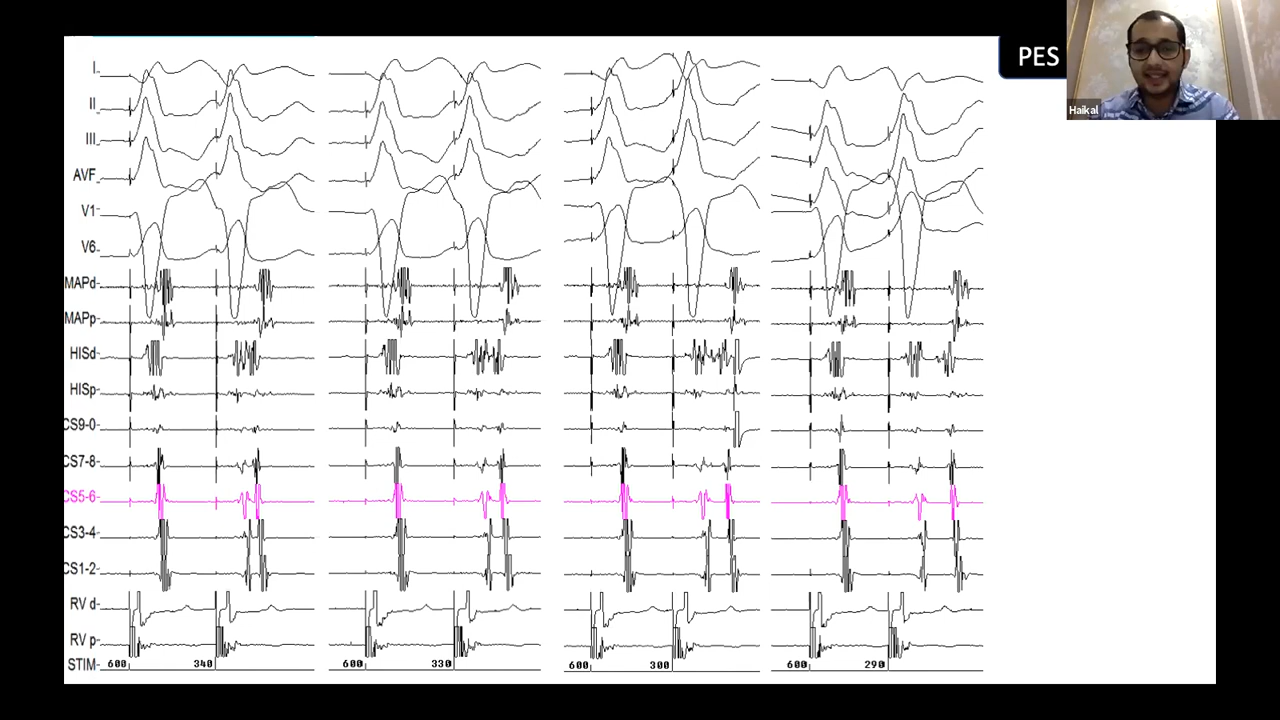 PES
Haikal
I
II
III
AVF
V1
V6
MAPd
MAPp
HISd
HISp
CS9-0
CS7-8
CS5-6
CS3-4
CS1-2
RV d
RV p
STIM
600 340 600 330 600 300 600 290